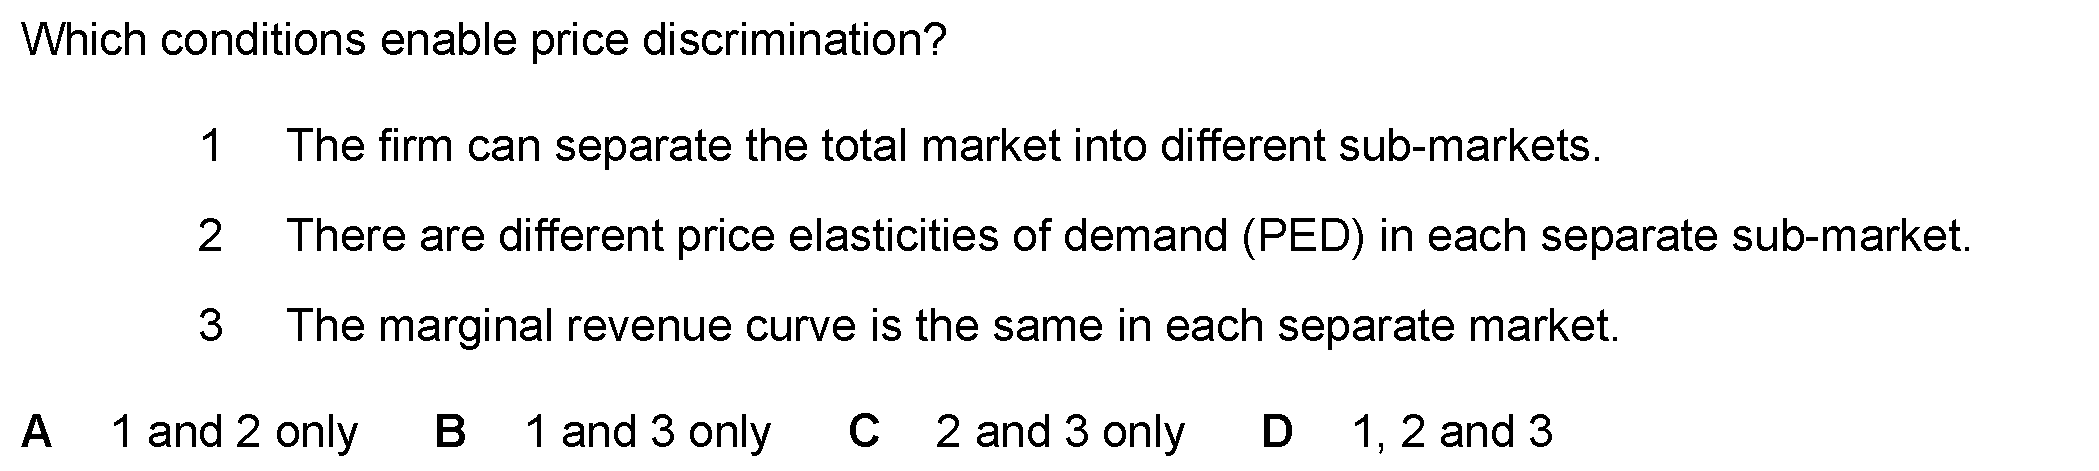 Which conditions enable price discrimination?
1 The firm can separate the total market into different sub-markets.
2 There are different price elasticities of demand (PED) in each separate sub-market.
3 The marginal revenue curve is the same in each separate market.
A 1 and 2 only B 1 and 3 only C 2 and 3 only D 1, 2 and 3